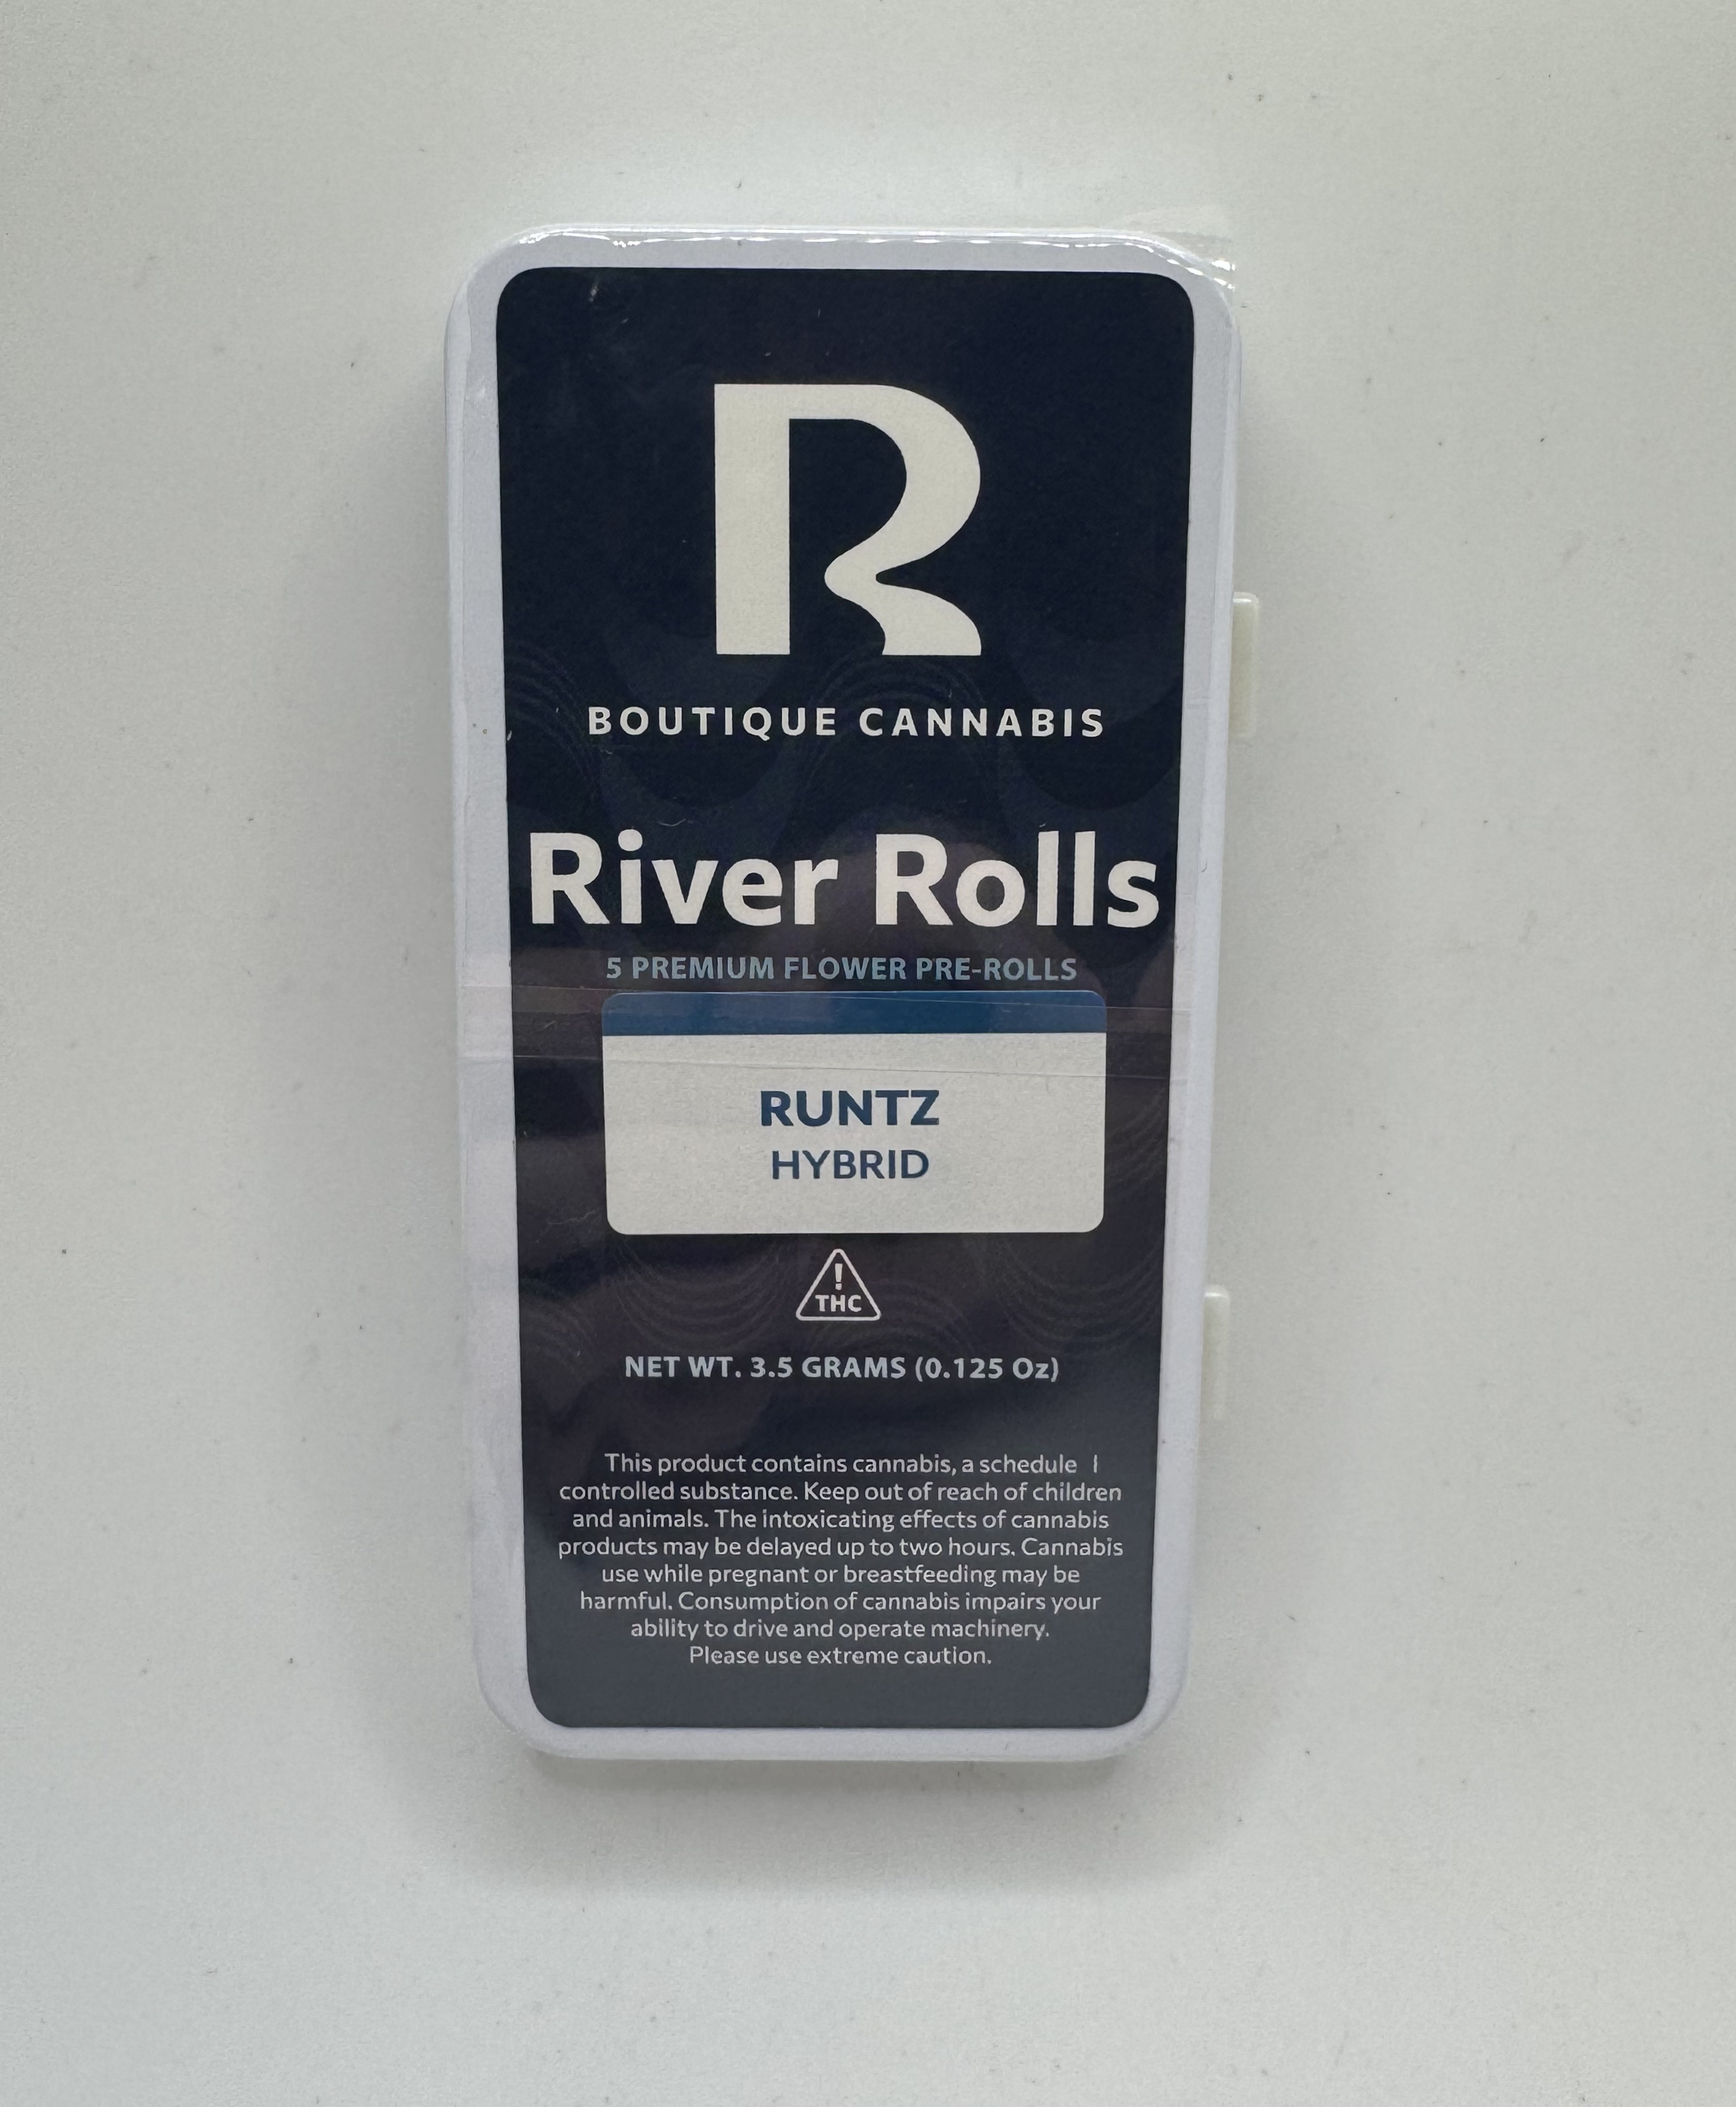 R
BOUTIQUE CANNABIS
River Rolls
5 PREMIUM FLOWER PRE-ROLLS
RUNTZ
HYBRID
!
THC
NET WT. 3.5 GRAMS (0.125 Oz)
This product contains cannabis, a schedule I
controlled substance. Keep out of reach of children
and animals. The intoxicating effects of cannabis
products may be delayed up to two hours. Cannabis
use while pregnant or breastfeeding may be
harmful. Consumption of cannabis impairs your
ability to drive and operate machinery.
Please use extreme caution.